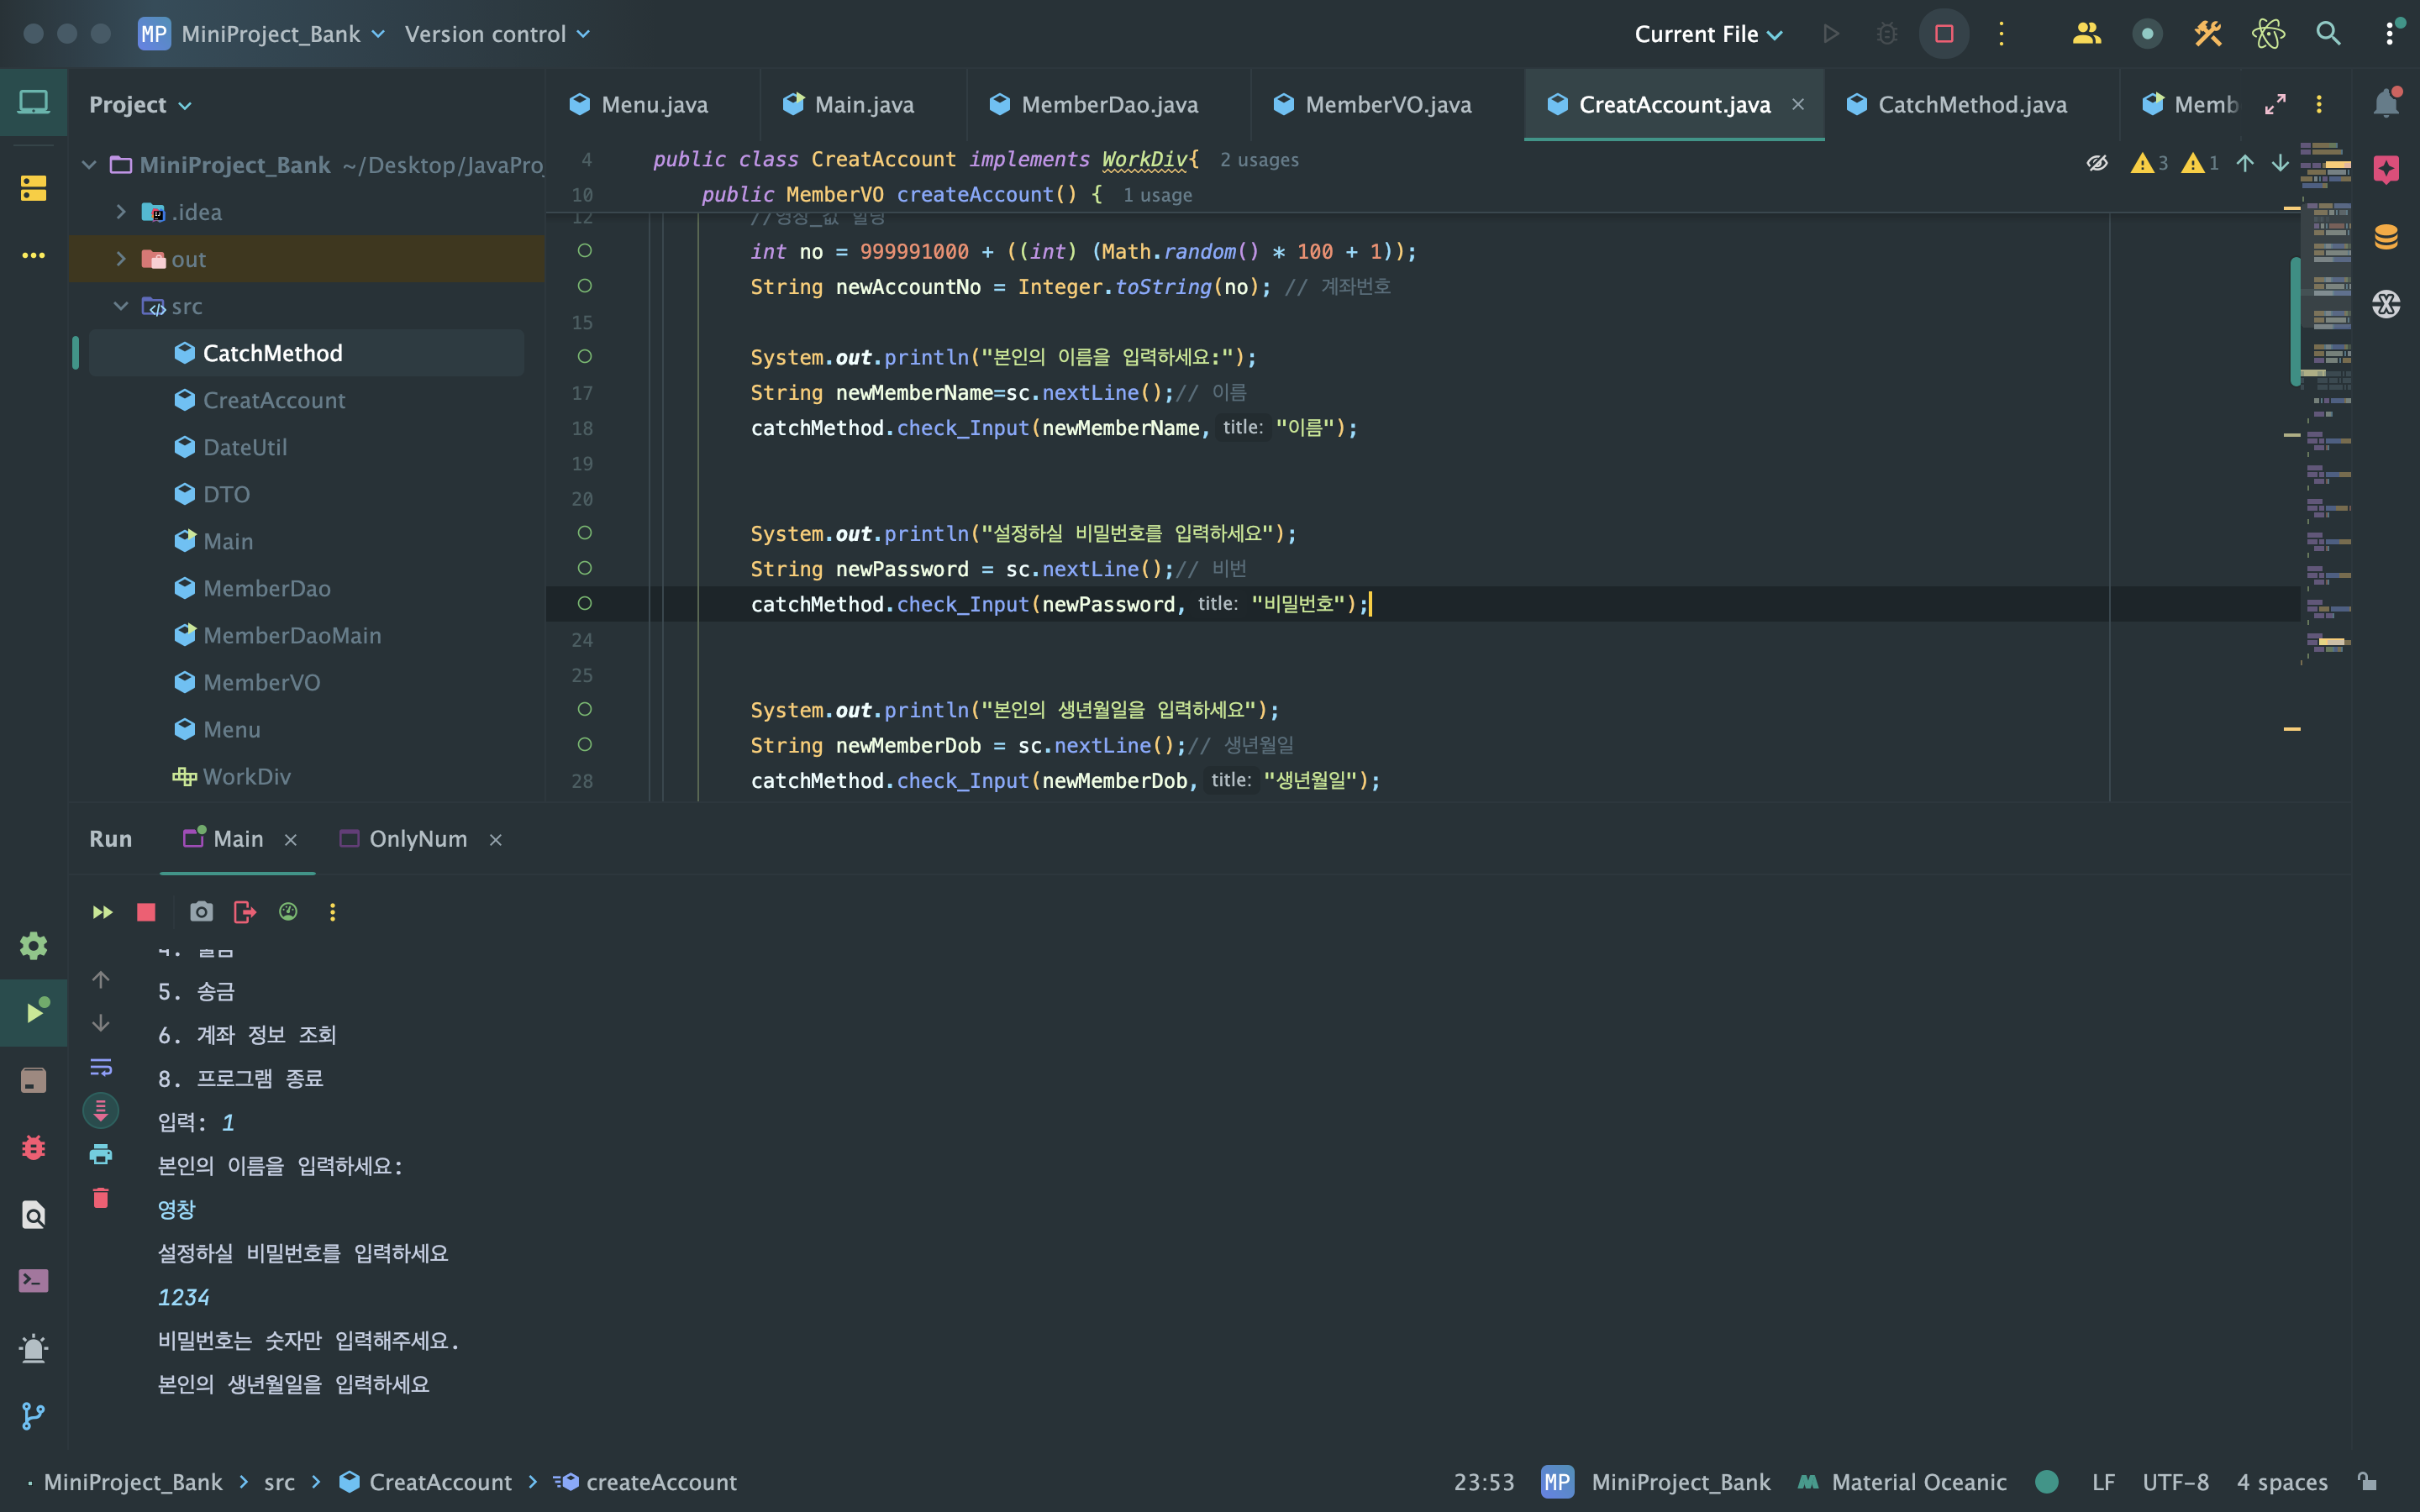 MP MiniProject_Bank Version control Current File
Project
Menu.java Main.java MemberDao.java MemberVO.java CreatAccount.java CatchMethod.java Memb
MiniProject_Bank ~/Desktop/JavaPro
.idea
out
src
CatchMethod
CreatAccount
DateUtil
DTO
Main
MemberDao
MemberDaoMain
MemberVO
Menu
WorkDiv
4 public class CreatAccount implements WorkDiv{ 2 usages
3 1
10 public MemberVO createAccount() { 1 usage
12
int no = 999991000 + ((int) (Math.random() * 100 + 1));
String newAccountNo = Integer.toString(no); // 계좌번호
15
System.out.println("본인의 이름을 입력하세요:");
17 String newMemberName=sc.nextLine();// 이름
18 catchMethod.check_Input(newMemberName, title: "이름");
19
20
System.out.println("설정하실 비밀번호를 입력하세요");
String newPassword = sc.nextLine();// 비번
catchMethod.check_Input(newPassword, title: "비밀번호");
24
25
System.out.println("본인의 생년월일을 입력하세요");
String newMemberDob = sc.nextLine();// 생년월일
28 catchMethod.check_Input(newMemberDob, title: "생년월일");
Run Main OnlyNum
5. 송금
6. 계좌 정보 조회
8. 프로그램 종료
입력: 1
본인의 이름을 입력하세요:
영창
설정하실 비밀번호를 입력하세요
1234
비밀번호는 숫자만 입력해주세요.
본인의 생년월일을 입력하세요
MiniProject_Bank > src > CreatAccount > createAccount
23:53 MP MiniProject_Bank Material Oceanic LF UTF-8 4 spaces